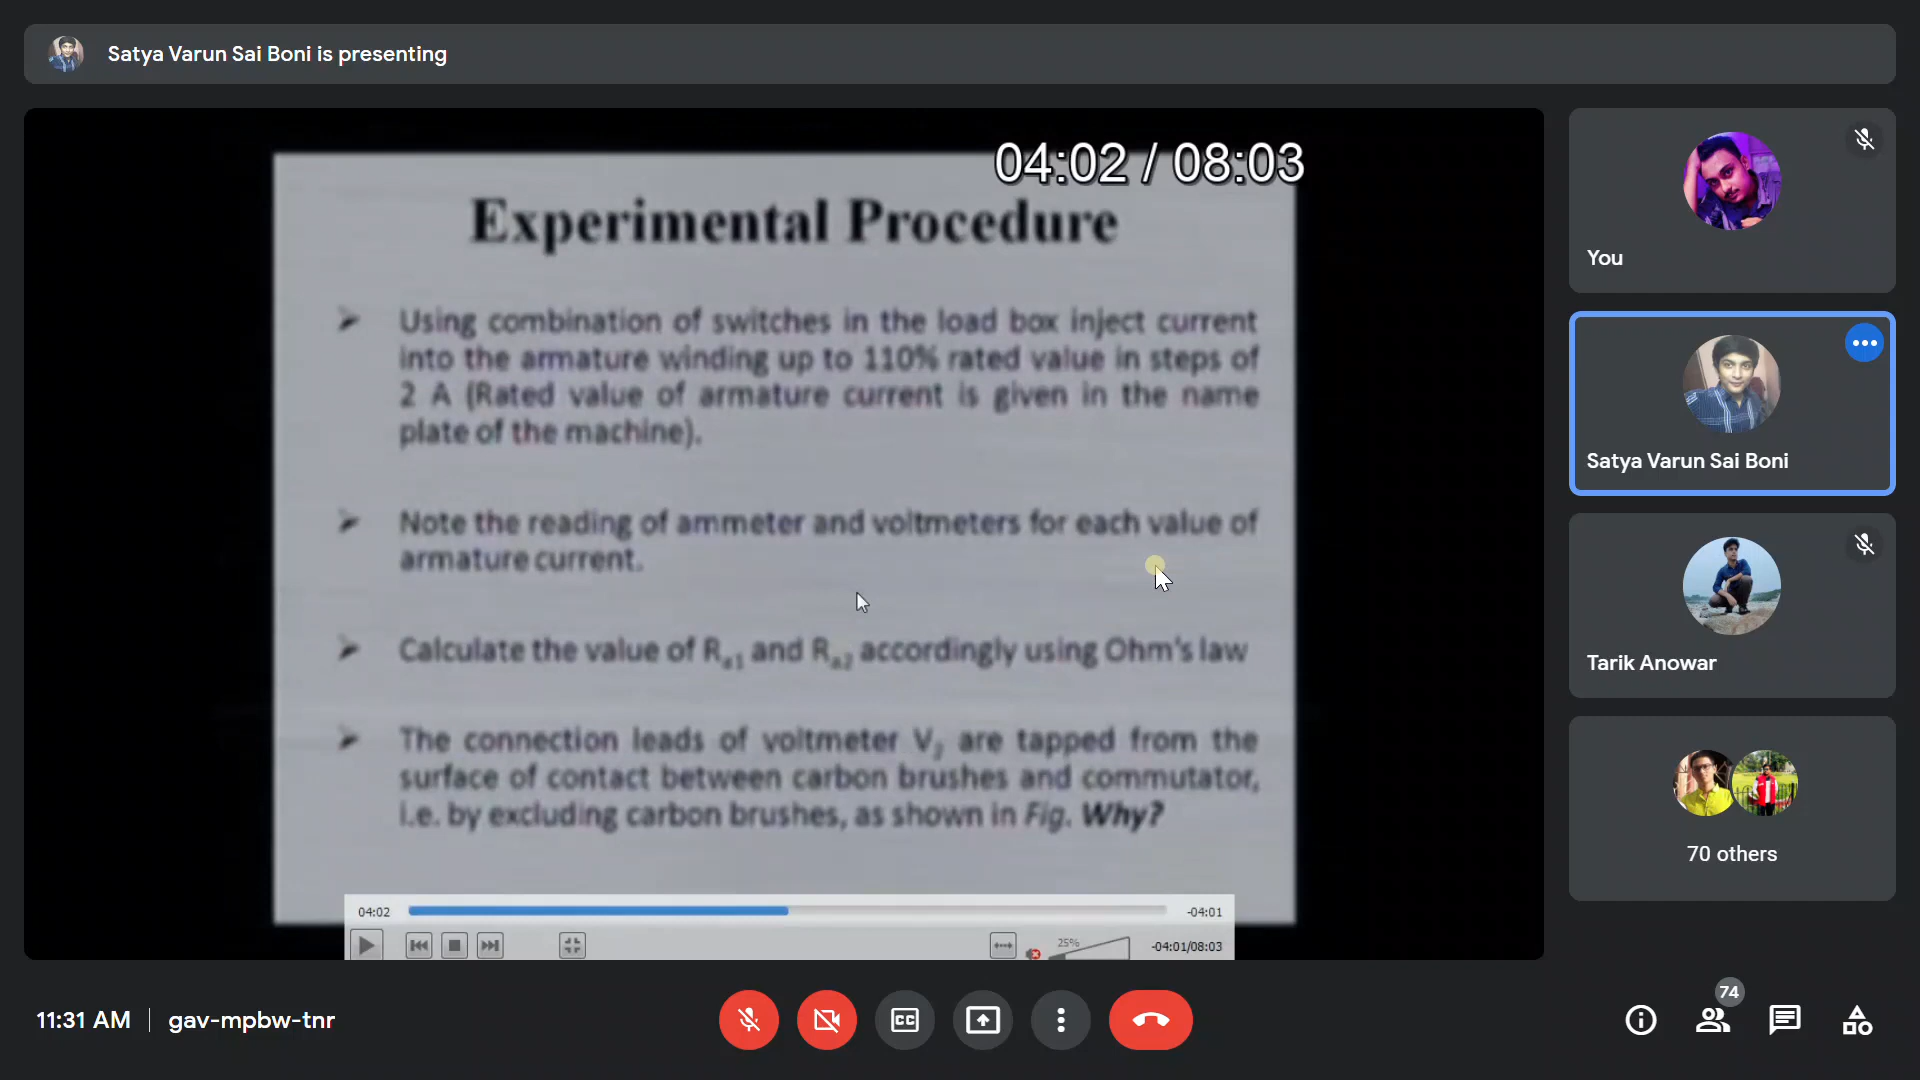 Satya Varun Sai Boni is presenting
04:02 / 08:03
Experimental Procedure
➤ Using combination of switches in the load box inject current
into the armature winding up to 110% rated value in steps of
2 A (Rated value of armature current is given in the name
plate of the machine).
➤ Note the reading of ammeter and voltmeters for each value of
armature current.
➤ Calculate the value of Ra1 and Ra2 accordingly using Ohm's law
➤ The connection leads of voltmeter V2 are tapped from the
surface of contact between carbon brushes and commutator,
i.e. by excluding carbon brushes, as shown in Fig. Why?
04:02
-04:01
25%
-04:01/08:03
You
Satya Varun Sai Boni
Tarik Anowar
70 others
11:31 AM
gav-mpbw-tnr
CC
74